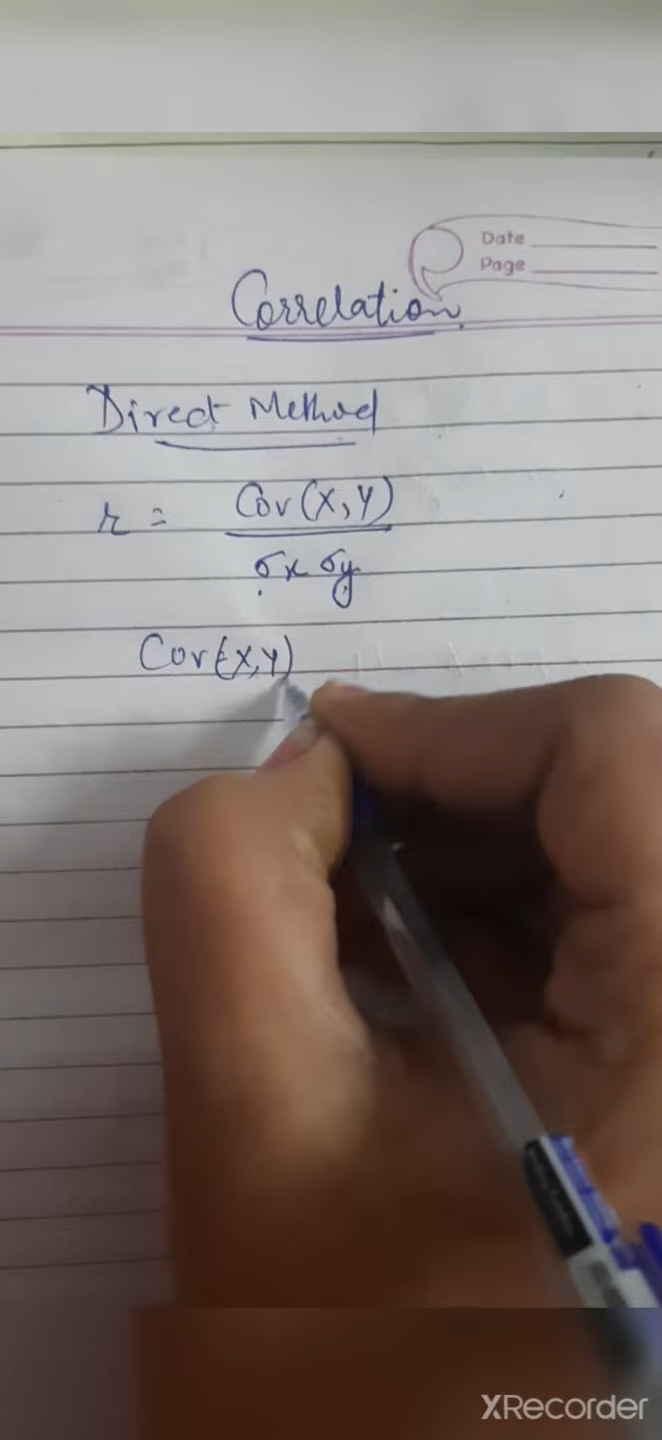 Date
Page
Correlation
Direct Method
r = Cov(X,Y)
σx σy
Cov(X,Y)
XRecorder